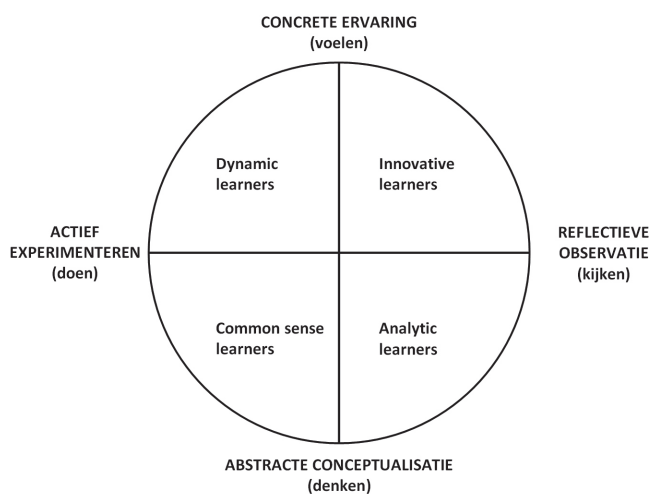 CONCRETE ERVARING
(voelen)
Dynamic
learners
Innovative
learners
ACTIEF
EXPERIMENTEREN
(doen)
REFLECTIEVE
OBSERVATIE
(kijken)
Common sense
learners
Analytic
learners
ABSTRACTE CONCEPTUALISATIE
(denken)